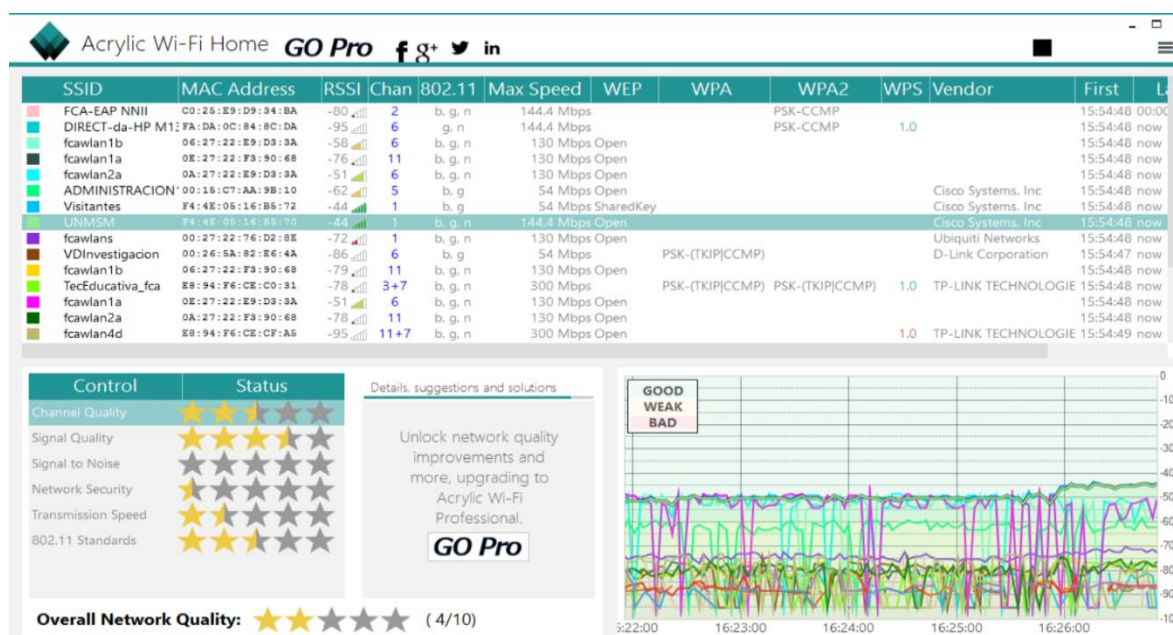 Acrylic Wi-Fi Home GO Pro f g+ in
SSID MAC Address RSSI Chan 802.11 Max Speed WEP WPA WPA2 WPS Vendor First
FCA-EAP NNII C0:25:E9:D9:34:BA -80 2 b, g, n 144.4 Mbps PSK-CCMP 15:54:48 00:00
DIRECT-da-HP M1 FA:DA:0C:84:8C:DA -95 6 g, n 144.4 Mbps PSK-CCMP 1.0 15:54:48 now
fcawlan1b 06:27:22:E9:D3:3A -58 6 b, g, n 130 Mbps Open 15:54:48 now
fcawlan1a 0E:27:22:F3:90:68 -76 11 b, g, n 130 Mbps Open 15:54:48 now
fcawlan2a 0A:27:22:E9:D3:3A -51 6 b, g, n 130 Mbps Open 15:54:48 now
ADMINISTRACION 00:15:C7:AA:9B:10 -62 5 b, g 54 Mbps Open Cisco Systems, Inc 15:54:48 now
Visitantes F4:4E:05:16:B5:72 -44 1 b, g 54 Mbps SharedKey Cisco Systems, Inc 15:54:48 now
UNMSM F4:4E:05:16:B5:70 -44 1 b, g, n 144.4 Mbps Open Cisco Systems, Inc 15:54:48 now
fcawlans 00:27:22:76:D2:8E -72 1 b, g, n 130 Mbps Open Ubiquiti Networks 15:54:48 now
VDInvestigacion 00:26:5A:82:E6:4A -86 6 b, g 54 Mbps PSK-(TKIP|CCMP) D-Link Corporation 15:54:47 now
fcawlan1b 06:27:22:F3:90:68 -79 11 b, g, n 130 Mbps Open 15:54:48 now
TecEducativa_fca E8:94:F6:CE:C0:31 -78 3+7 b, g, n 300 Mbps PSK-(TKIP|CCMP) PSK-(TKIP|CCMP) 1.0 TP-LINK TECHNOLOGIE 15:54:48 now
fcawlan1a 0E:27:22:E9:D3:3A -51 6 b, g, n 130 Mbps Open 15:54:48 now
fcawlan2a 0A:27:22:F3:90:68 -78 11 b, g, n 130 Mbps Open 15:54:48 now
fcawlan4d E8:94:F6:CE:CF:A5 -95 11+7 b, g, n 300 Mbps Open 1.0 TP-LINK TECHNOLOGIE 15:54:49 now
Control Status
Channel Quality
Signal Quality
Signal to Noise
Network Security
Transmission Speed
802.11 Standards
Overall Network Quality: (4/10)
Details, suggestions and solutions
Unlock network quality
improvements and
more, upgrading to
Acrylic Wi-Fi
Professional.
GO Pro
GOOD
WEAK
BAD
0
-10
-20
-30
-40
-50
-60
-70
-80
-90
5:22:00 16:23:00 16:24:00 16:25:00 16:26:00